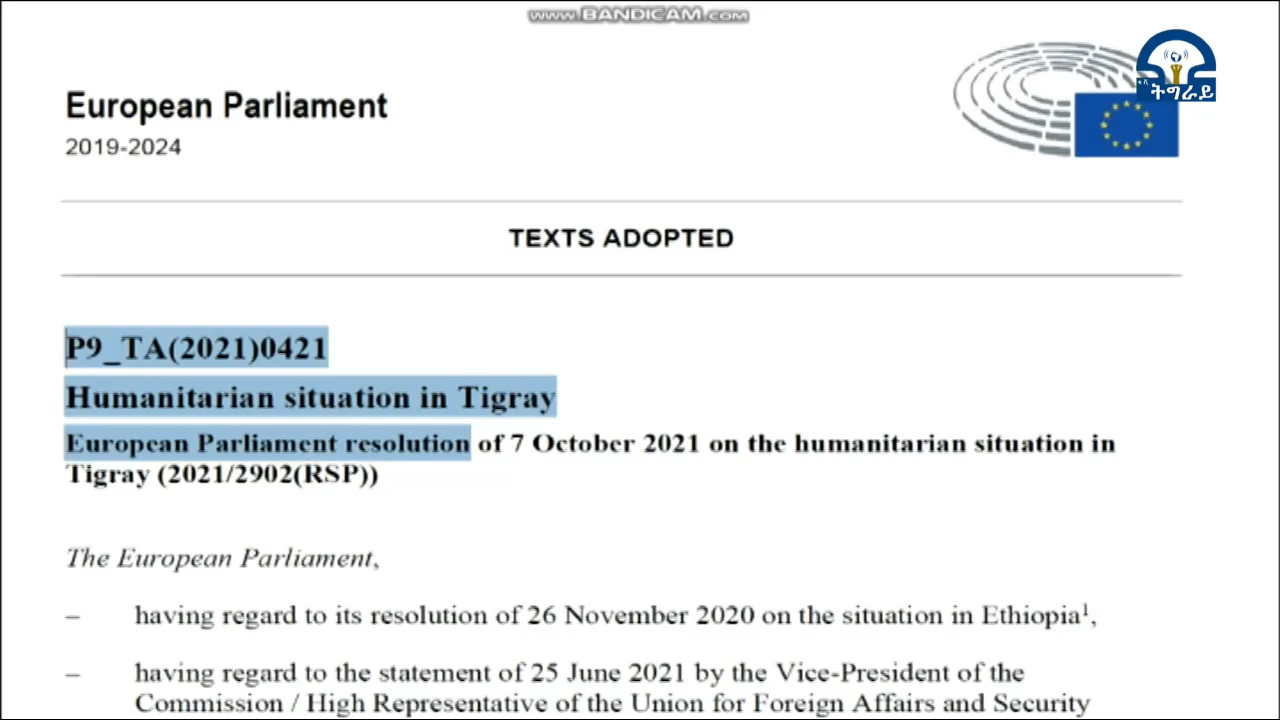 www.BANDICAM.com
ትግራይ
European Parliament
2019-2024
TEXTS ADOPTED
P9_TA(2021)0421
Humanitarian situation in Tigray
European Parliament resolution of 7 October 2021 on the humanitarian situation in
Tigray (2021/2902(RSP))
The European Parliament,
– having regard to its resolution of 26 November 2020 on the situation in Ethiopia¹,
– having regard to the statement of 25 June 2021 by the Vice-President of the
Commission / High Representative of the Union for Foreign Affairs and Security